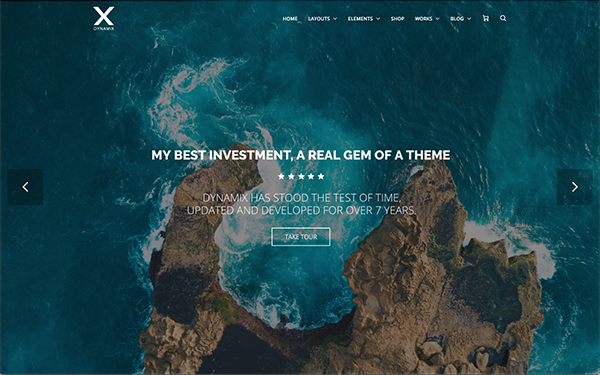 X
DYNAMIX
HOME LAYOUTS ELEMENTS SHOP WORKS BLOG
MY BEST INVESTMENT, A REAL GEM OF A THEME
DYNAMIX HAS STOOD THE TEST OF TIME,
UPDATED AND DEVELOPED FOR OVER 7 YEARS.
TAKE TOUR